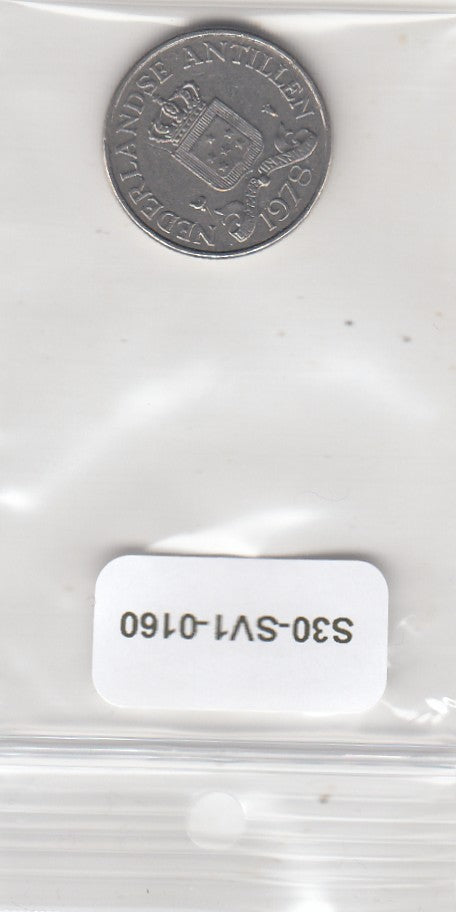 NEDERLANDSE ANTILLEN
1978
S30-SV1-0160